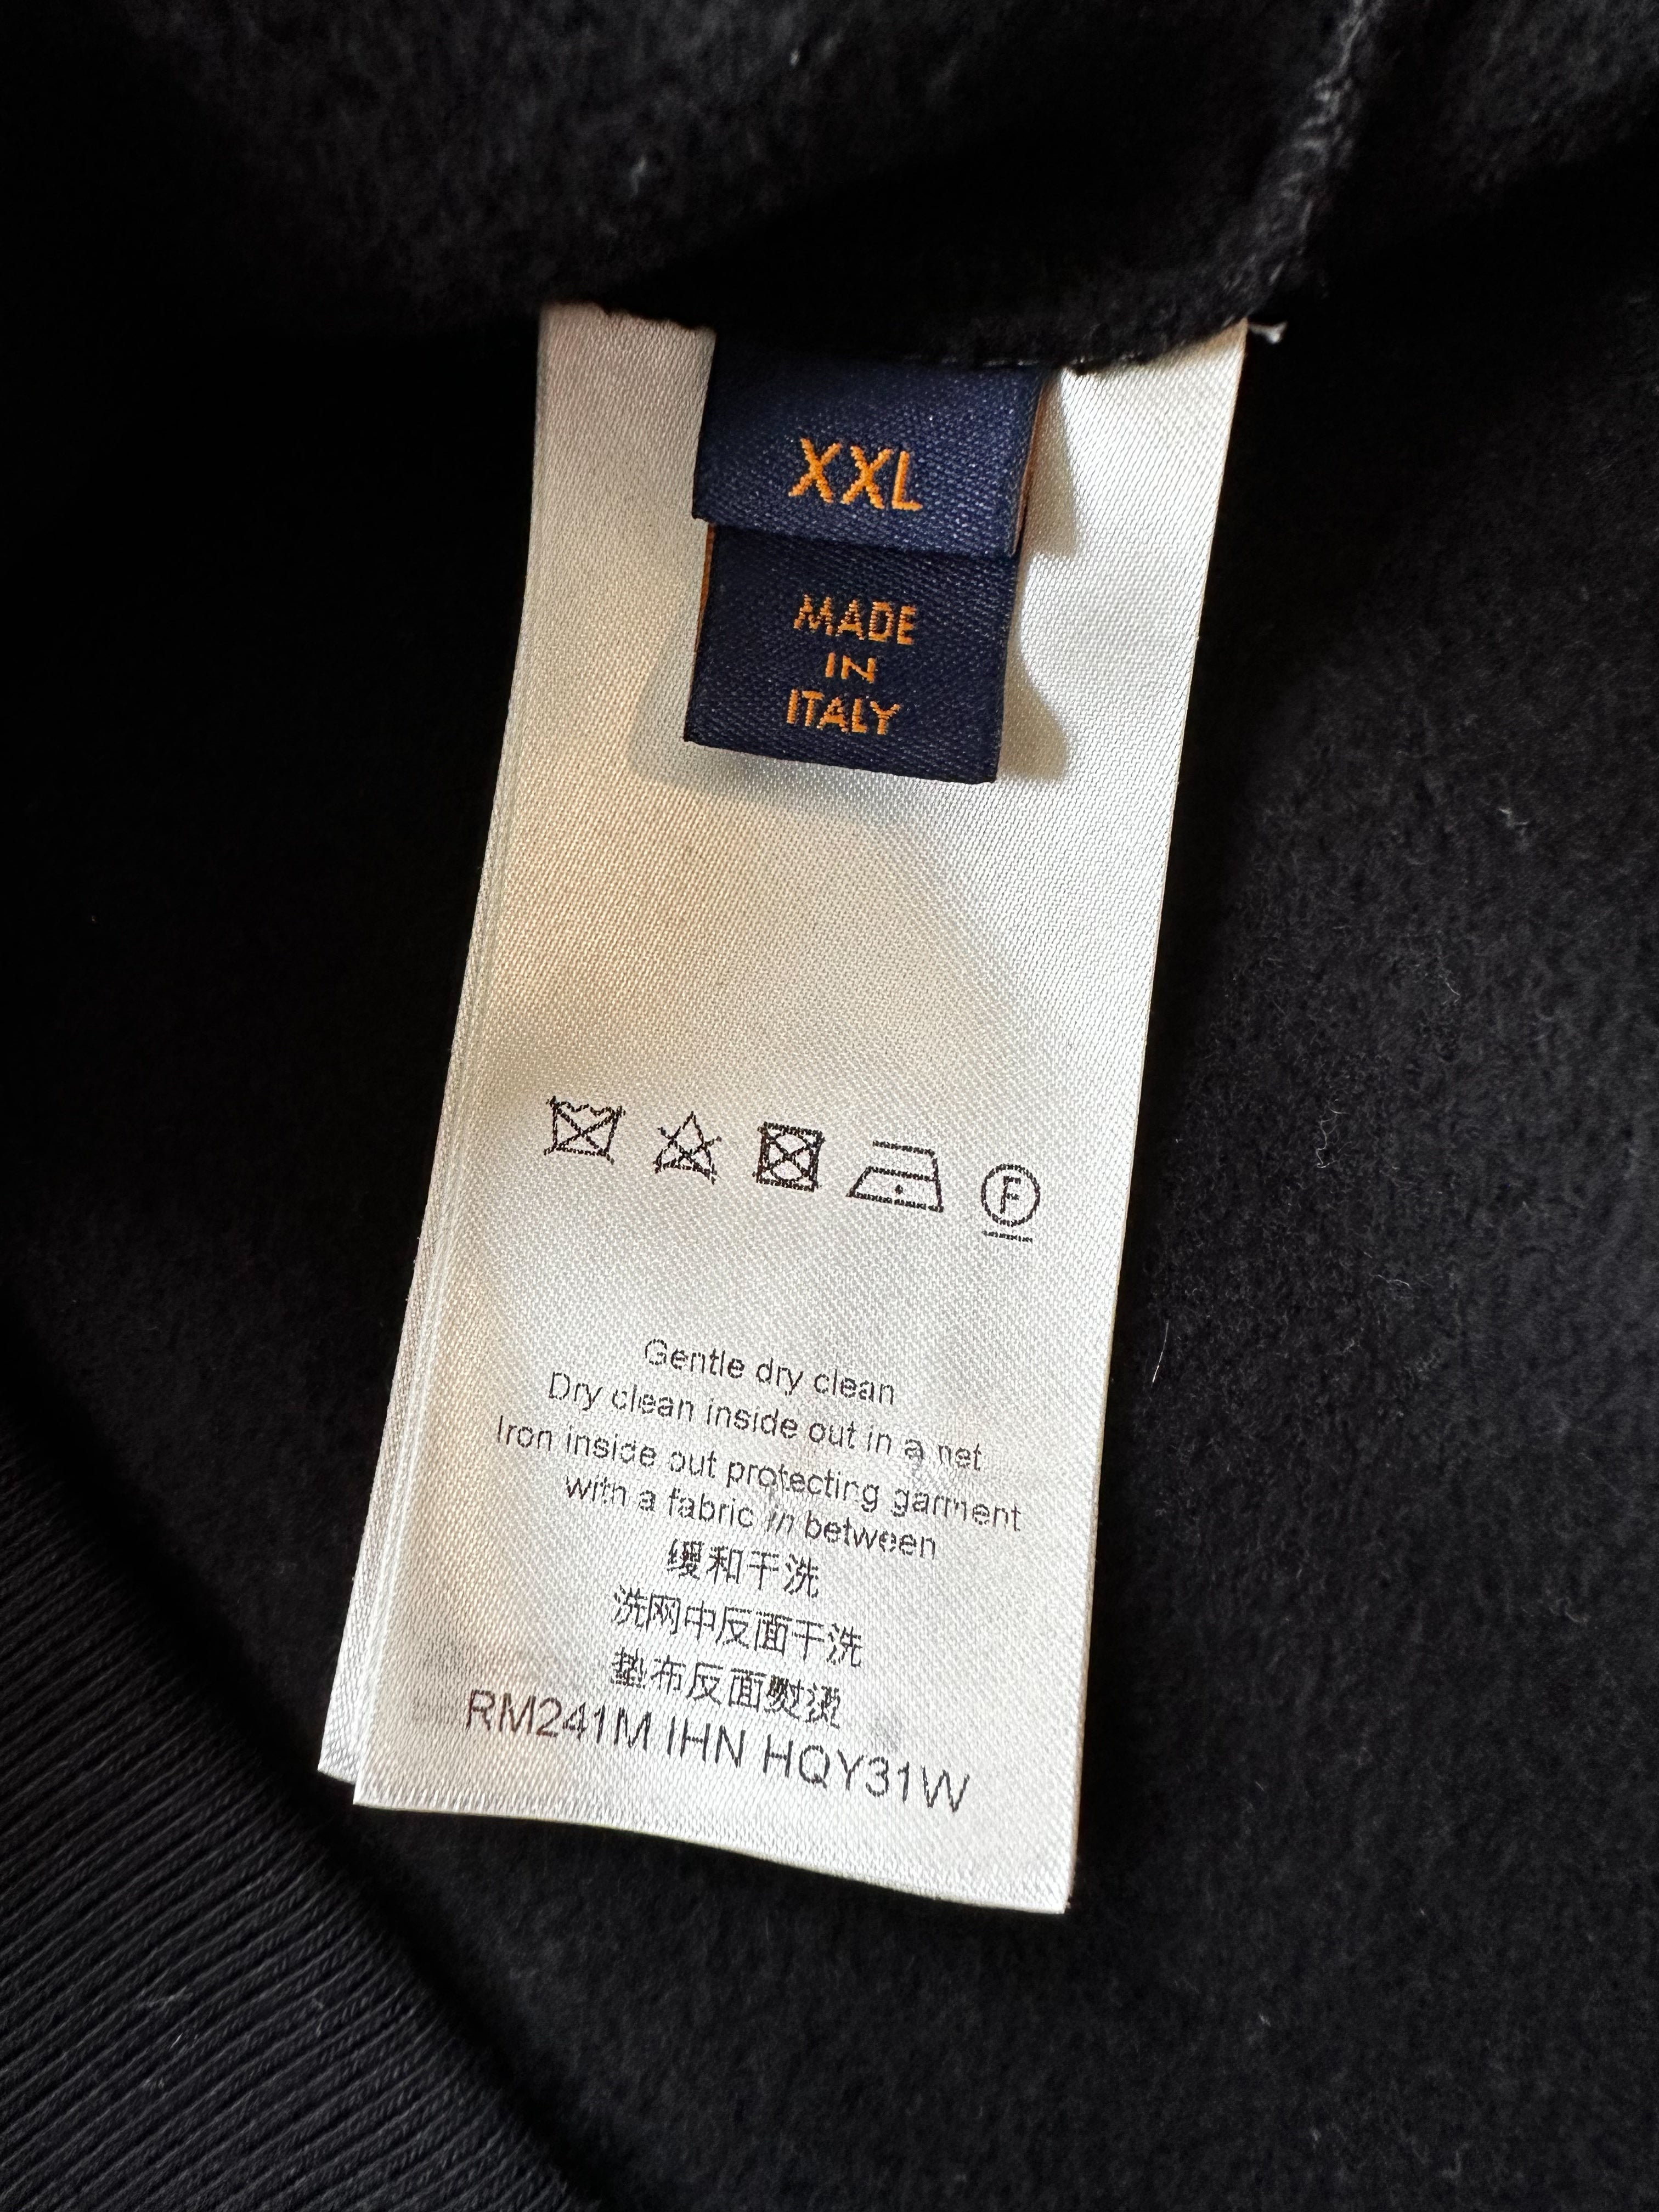 XXL
MADE
IN
ITALY
F
Gentle dry clean
Dry clean inside out in a net
Iron inside out protecting garment
with a fabric in between
缓和干洗
洗网中反面干洗
垫布反面熨烫
RM241M IHN HQY31W